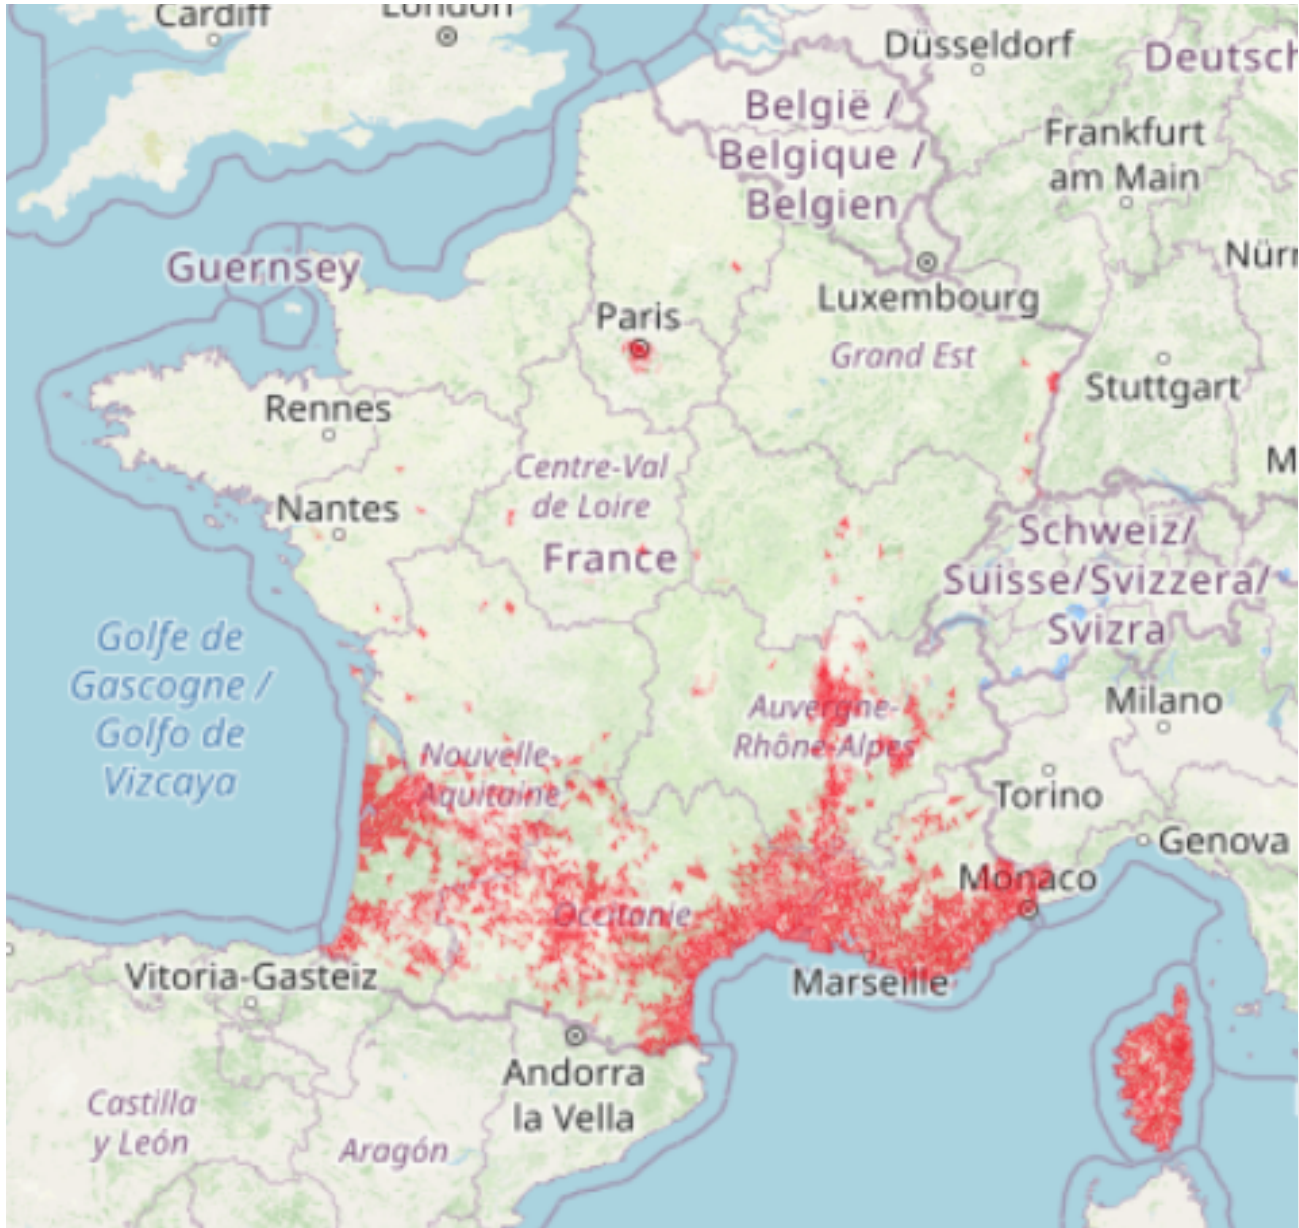 Cardiff
London
Düsseldorf
Deutsch
België /
Belgique /
Belgien
Frankfurt
am Main
Guernsey
Nürn
Luxembourg
Paris
Grand Est
Stuttgart
Rennes
M
Centre-Val
de Loire
Nantes
France
Schweiz/
Suisse/Svizzera/
Svizra
Golfe de
Gascogne /
Golfo de
Vizcaya
Milano
Auvergne-
Rhône-Alpes
Nouvelle-
Aquitaine
Torino
Genova
Monaco
Occitanie
Vitoria-Gasteiz
Marseille
Andorra
la Vella
Castilla
y León
Aragón